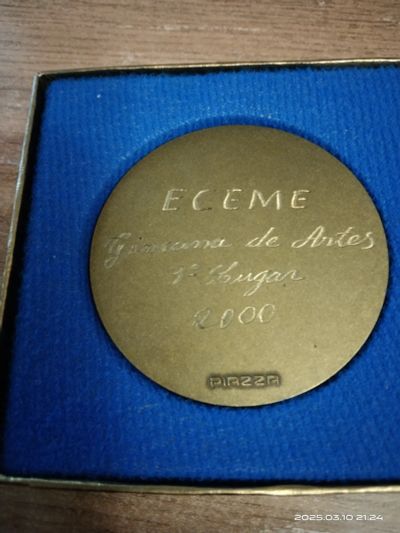 ECEME
Gincana de Artes
1º Lugar
2000
PIAZZA
2025.03.10 21:24